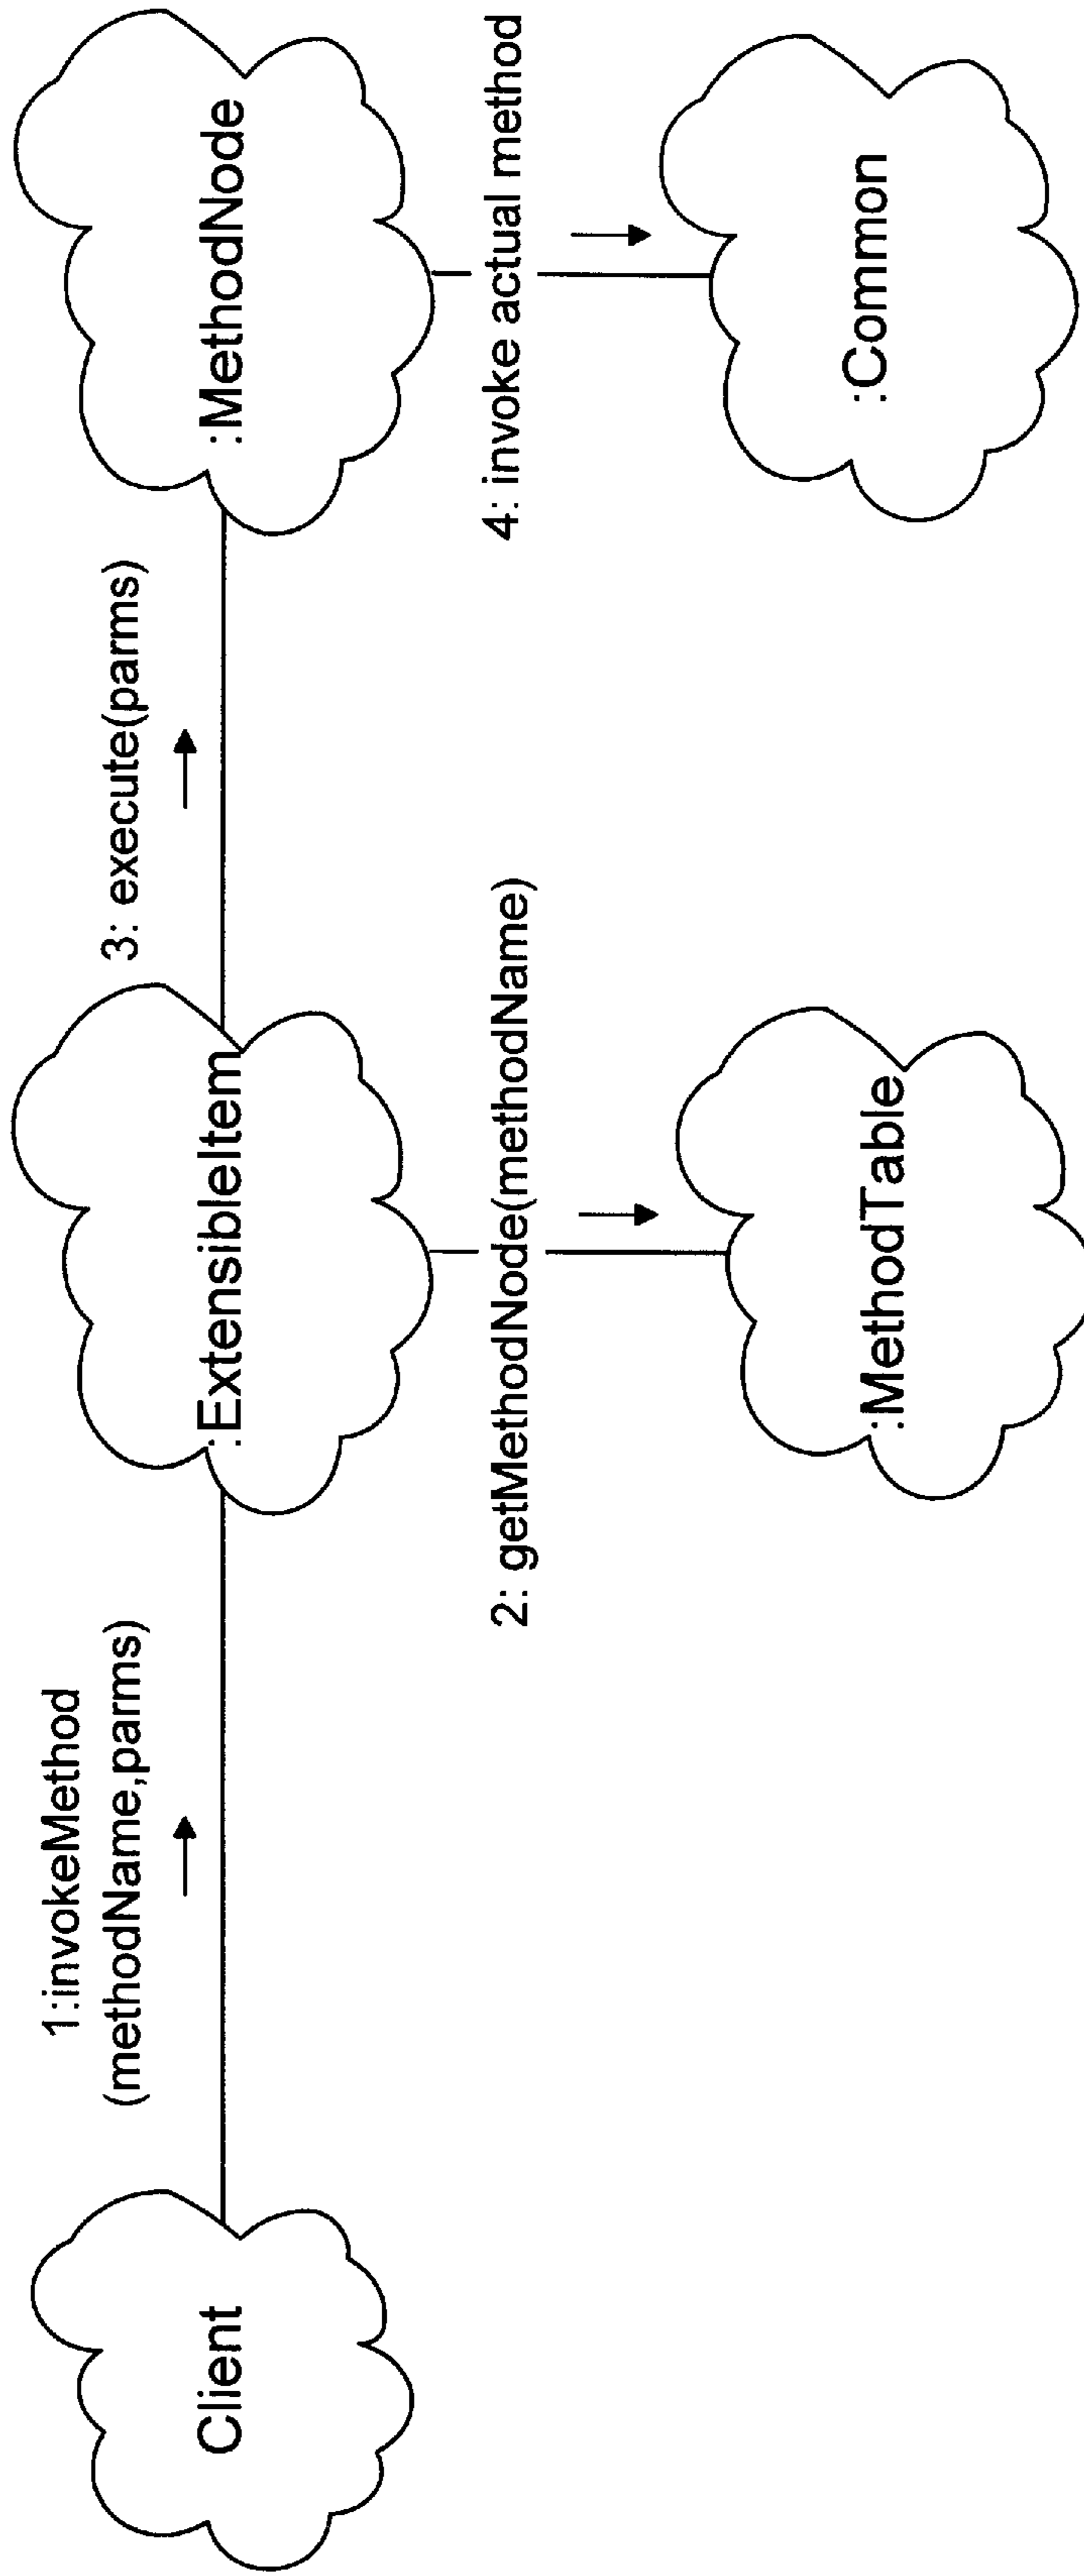 1:invokeMethod
(methodName,parms)
3: execute(parms)
Client
:ExtensibleItem
:MethodNode
2: getMethodNode(methodName)
4: invoke actual method
:MethodTable
:Common